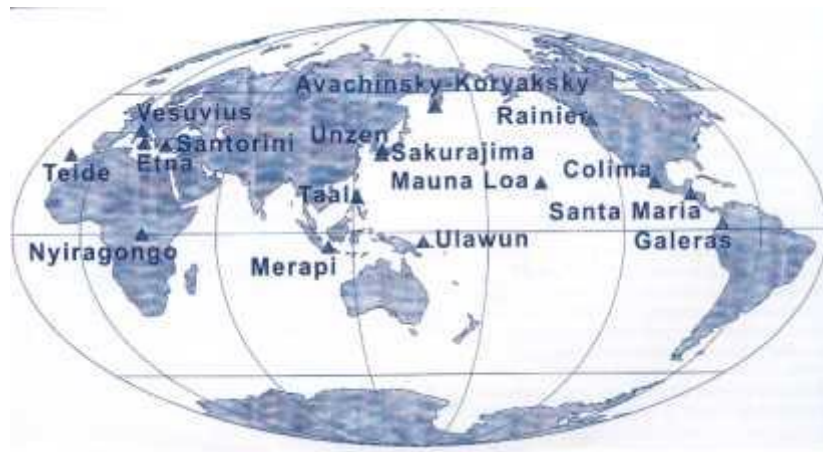 Avachinsky-Koryaksky
Vesuvius
Rainier
Unzen
Santorini
Sakurajima
Etna
Colima
Teide
Mauna Loa
Taal
Santa Maria
Ulawun
Galeras
Nyiragongo
Merapi